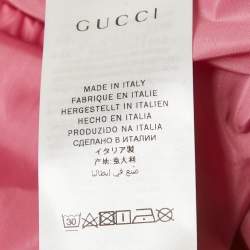 GUCCI
MADE IN ITALY
FABRIQUE EN ITALIE
HERGESTELLT IN ITALIEN
HECHO EN ITALIA
PRODUZIDO NA ITALIA
СДЕЛАНО В ИТАЛИИ
イタリア製
产地:意大利
صنع في إيطاليا
30